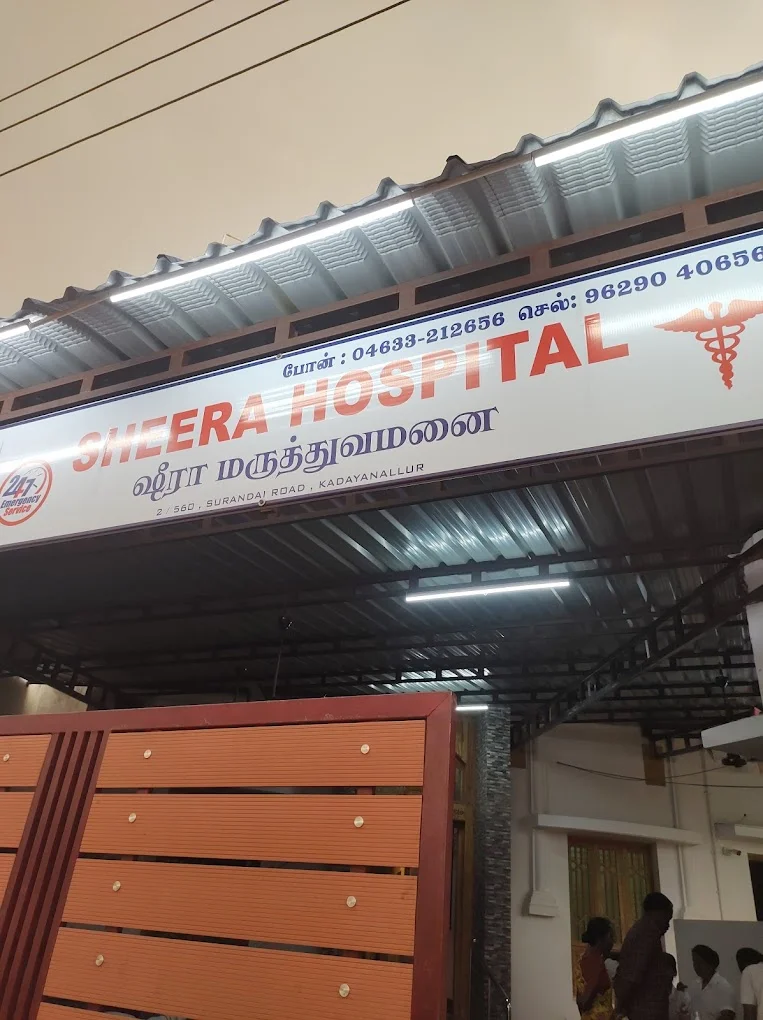 போன் : 04633-212656 செல்: 96290 40656
SHEERA HOSPITAL
ஷீரா மருத்துவமனை
2 / 560 , SURANDAI ROAD , KADAYANALLUR
24/7
Emergency
Service